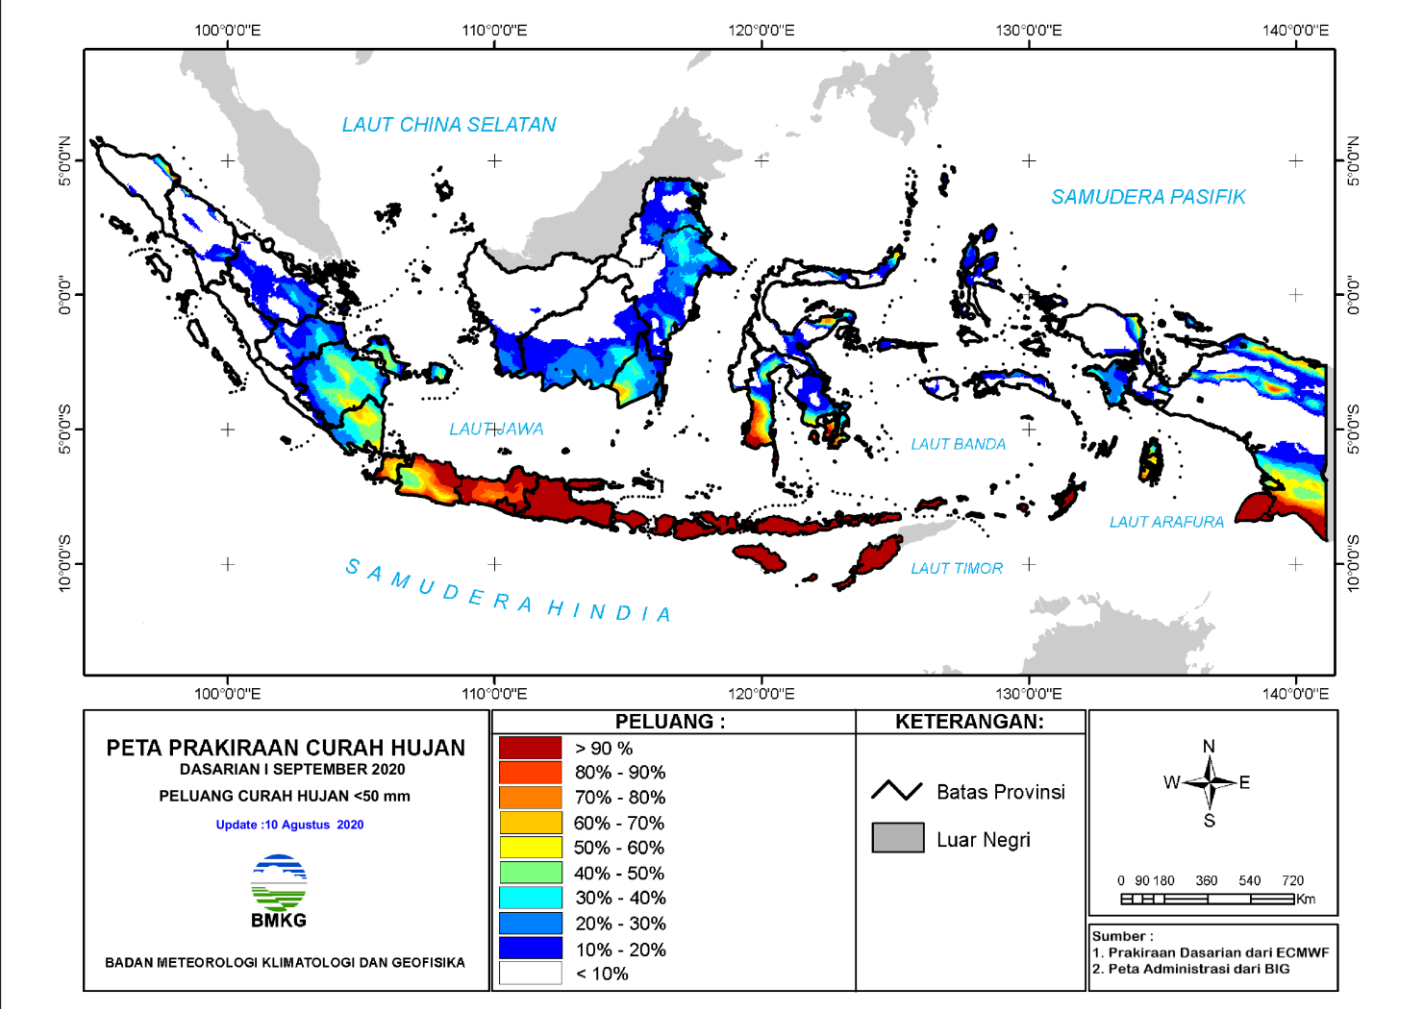 100°0'0"E 110°0'0"E 120°0'0"E 130°0'0"E 140°0'0"E
5°0'0"N
0°0'0"
5°0'0"S
10°0'0"S
LAUT CHINA SELATAN
SAMUDERA PASIFIK
LAUT JAWA
LAUT BANDA
LAUT ARAFURA
LAUT TIMOR
SAMUDERA HINDIA
5°0'0"N
0°0'0"
5°0'0"S
10°0'0"S
100°0'0"E 110°0'0"E 120°0'0"E 130°0'0"E 140°0'0"E
PETA PRAKIRAAN CURAH HUJAN
DASARIAN I SEPTEMBER 2020
PELUANG CURAH HUJAN <50 mm
Update :10 Agustus 2020
BMKG
BADAN METEOROLOGI KLIMATOLOGI DAN GEOFISIKA
PELUANG :
> 90 %
80% - 90%
70% - 80%
60% - 70%
50% - 60%
40% - 50%
30% - 40%
20% - 30%
10% - 20%
< 10%
KETERANGAN:
Batas Provinsi
Luar Negri
N
W E
S
0 90 180 360 540 720
Km
Sumber :
1. Prakiraan Dasarian dari ECMWF
2. Peta Administrasi dari BIG